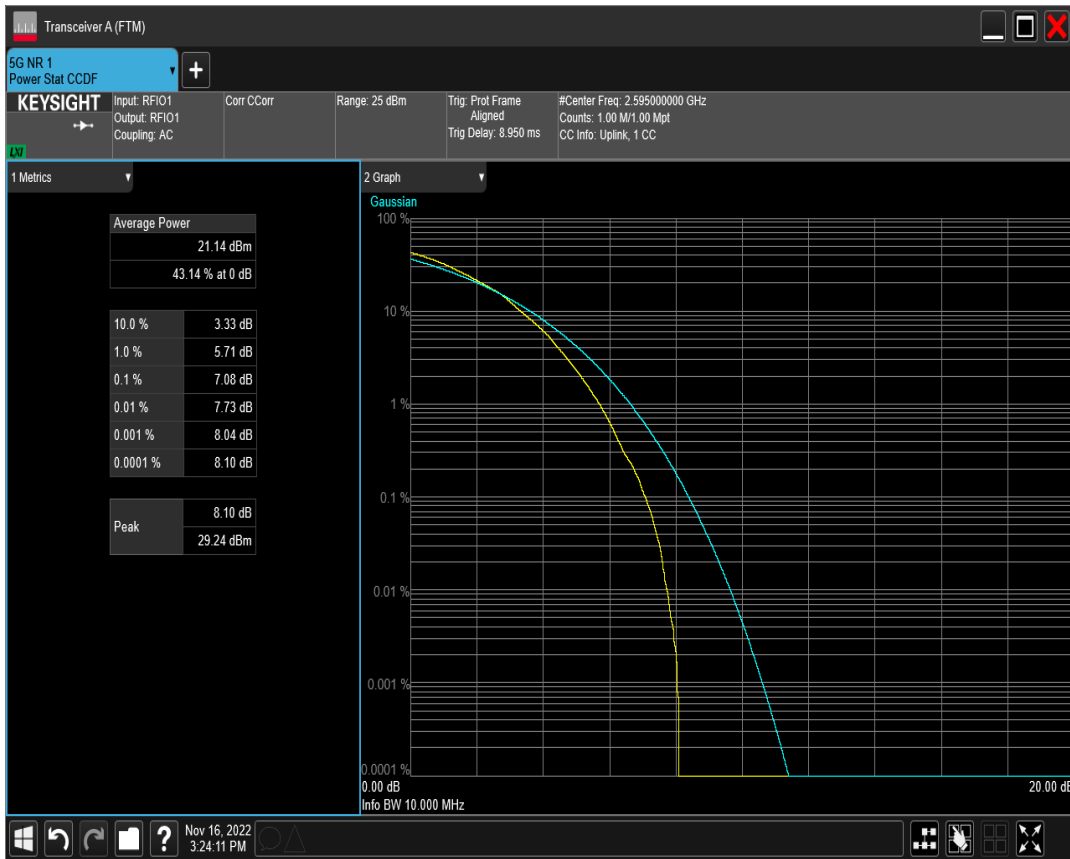 Transceiver A (FTM)
5G NR 1
Power Stat CCDF
KEYSIGHT
LXI
Input: RFIO1
Output: RFIO1
Coupling: AC
Corr CCorr
Range: 25 dBm
Trig: Prot Frame
Aligned
Trig Delay: 8.950 ms
#Center Freq: 2.595000000 GHz
Counts: 1.00 M/1.00 Mpt
CC Info: Uplink, 1 CC
1 Metrics
Average Power
21.14 dBm
43.14 % at 0 dB
10.0 % 3.33 dB
1.0 % 5.71 dB
0.1 % 7.08 dB
0.01 % 7.73 dB
0.001 % 8.04 dB
0.0001 % 8.10 dB
Peak 8.10 dB
29.24 dBm
2 Graph
Gaussian
100 %
10 %
1 %
0.1 %
0.01 %
0.001 %
0.0001 %
0.00 dB 20.00 dB
Info BW 10.000 MHz
? Nov 16, 2022
3:24:11 PM